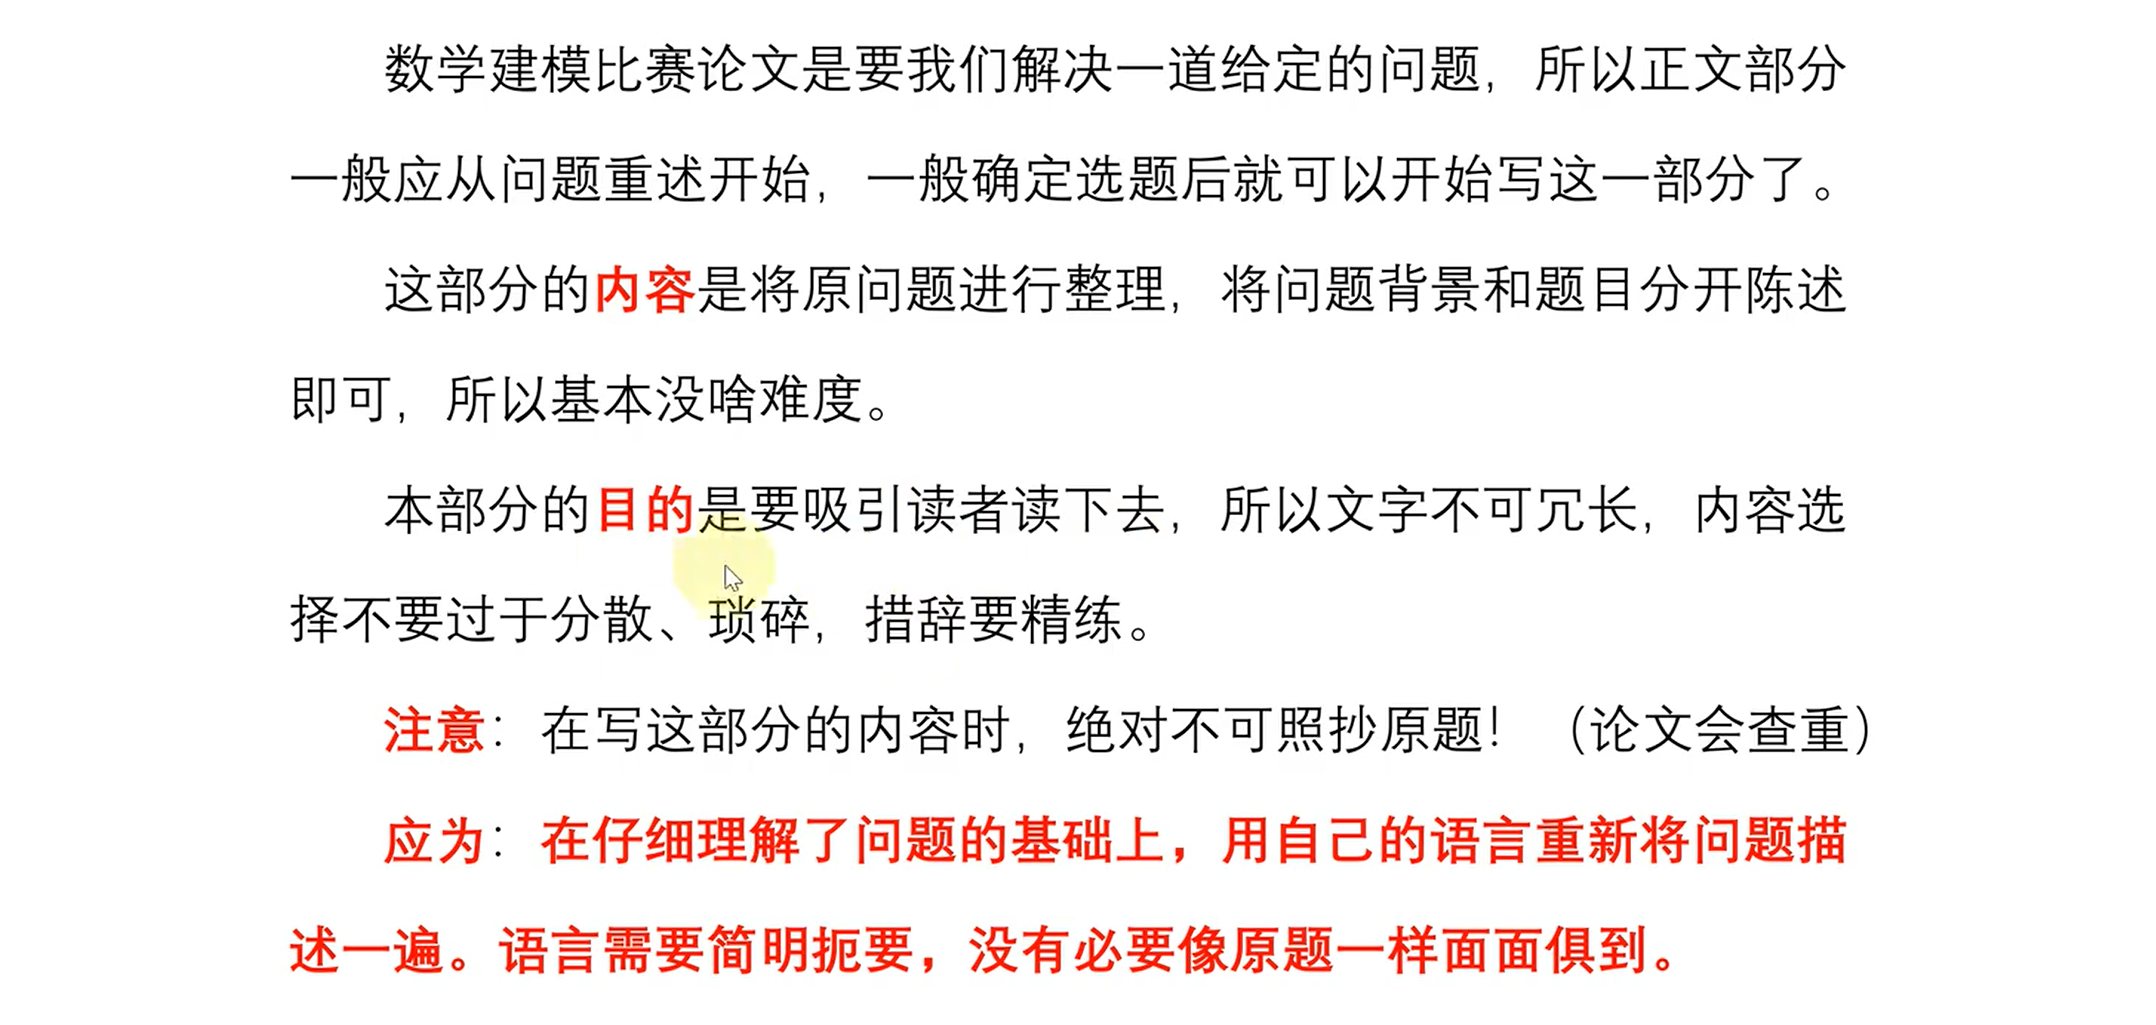 数学建模比赛论文是要我们解决一道给定的问题，所以正文部分
一般应从问题重述开始，一般确定选题后就可以开始写这一部分了。
这部分的内容是将原问题进行整理，将问题背景和题目分开陈述
即可，所以基本没啥难度。
本部分的目的是要吸引读者读下去，所以文字不可冗长，内容选
择不要过于分散、琐碎，措辞要精练。
注意：在写这部分的内容时，绝对不可照抄原题！（论文会查重）
应为：在仔细理解了问题的基础上，用自己的语言重新将问题描
述一遍。语言需要简明扼要，没有必要像原题一样面面俱到。